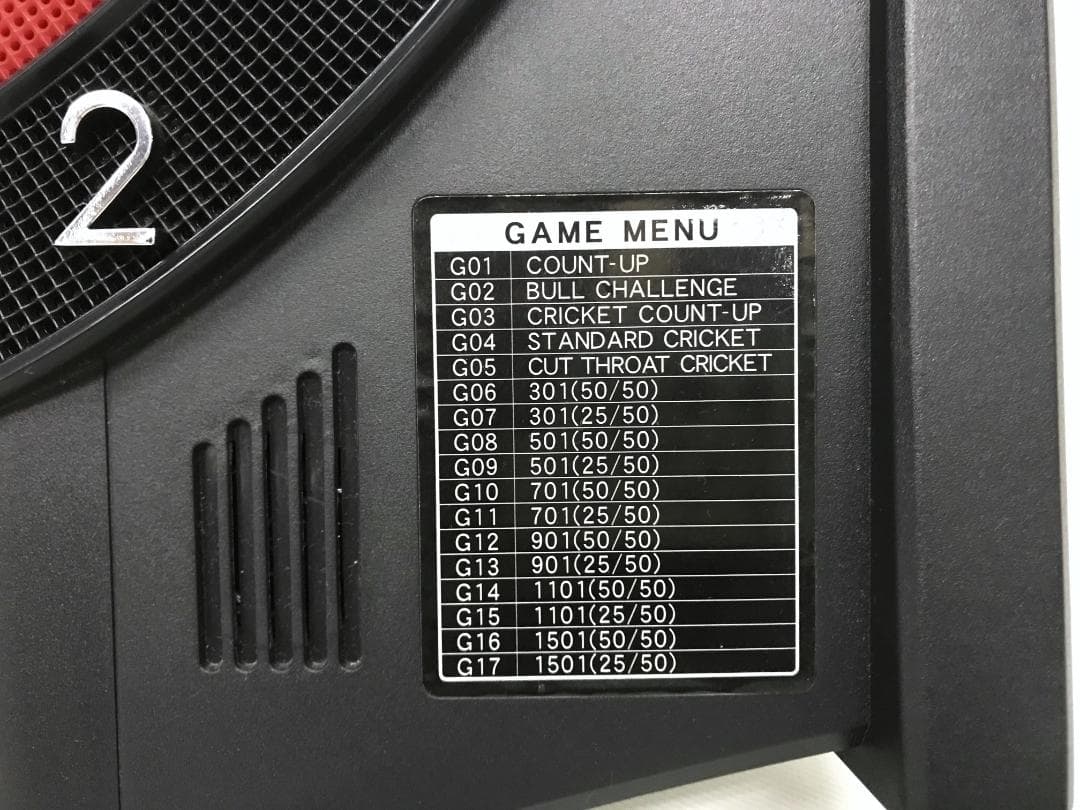 2
GAME MENU
G01 COUNT-UP
G02 BULL CHALLENGE
G03 CRICKET COUNT-UP
G04 STANDARD CRICKET
G05 CUT THROAT CRICKET
G06 301(50/50)
G07 301(25/50)
G08 501(50/50)
G09 501(25/50)
G10 701(50/50)
G11 701(25/50)
G12 901(50/50)
G13 901(25/50)
G14 1101(50/50)
G15 1101(25/50)
G16 1501(50/50)
G17 1501(25/50)